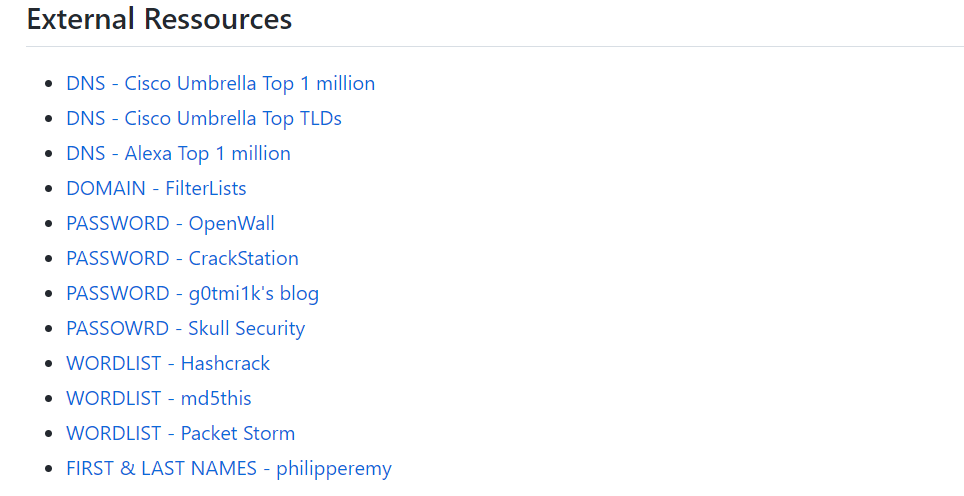 External Ressources
DNS - Cisco Umbrella Top 1 million
DNS - Cisco Umbrella Top TLDs
DNS - Alexa Top 1 million
DOMAIN - FilterLists
PASSWORD - OpenWall
PASSWORD - CrackStation
PASSWORD - g0tmi1k's blog
PASSOWRD - Skull Security
WORDLIST - Hashcrack
WORDLIST - md5this
WORDLIST - Packet Storm
FIRST & LAST NAMES - philipperemy